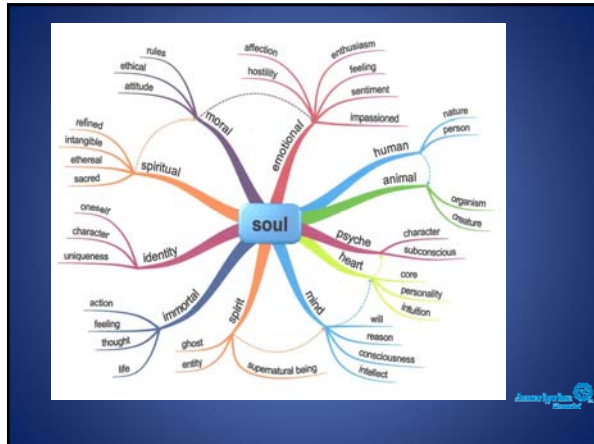 soul
emotional
affection
hostility
enthusiasm
feeling
sentiment
impassioned
human
nature
person
animal
organism
creature
psyche
character
subconscious
heart
core
personality
intuition
mind
will
reason
consciousness
intellect
spirit
supernatural being
ghost
entity
immortal
action
feeling
thought
life
identity
oneself
character
uniqueness
spiritual
refined
intangible
ethereal
sacred
moral
rules
ethical
attitude